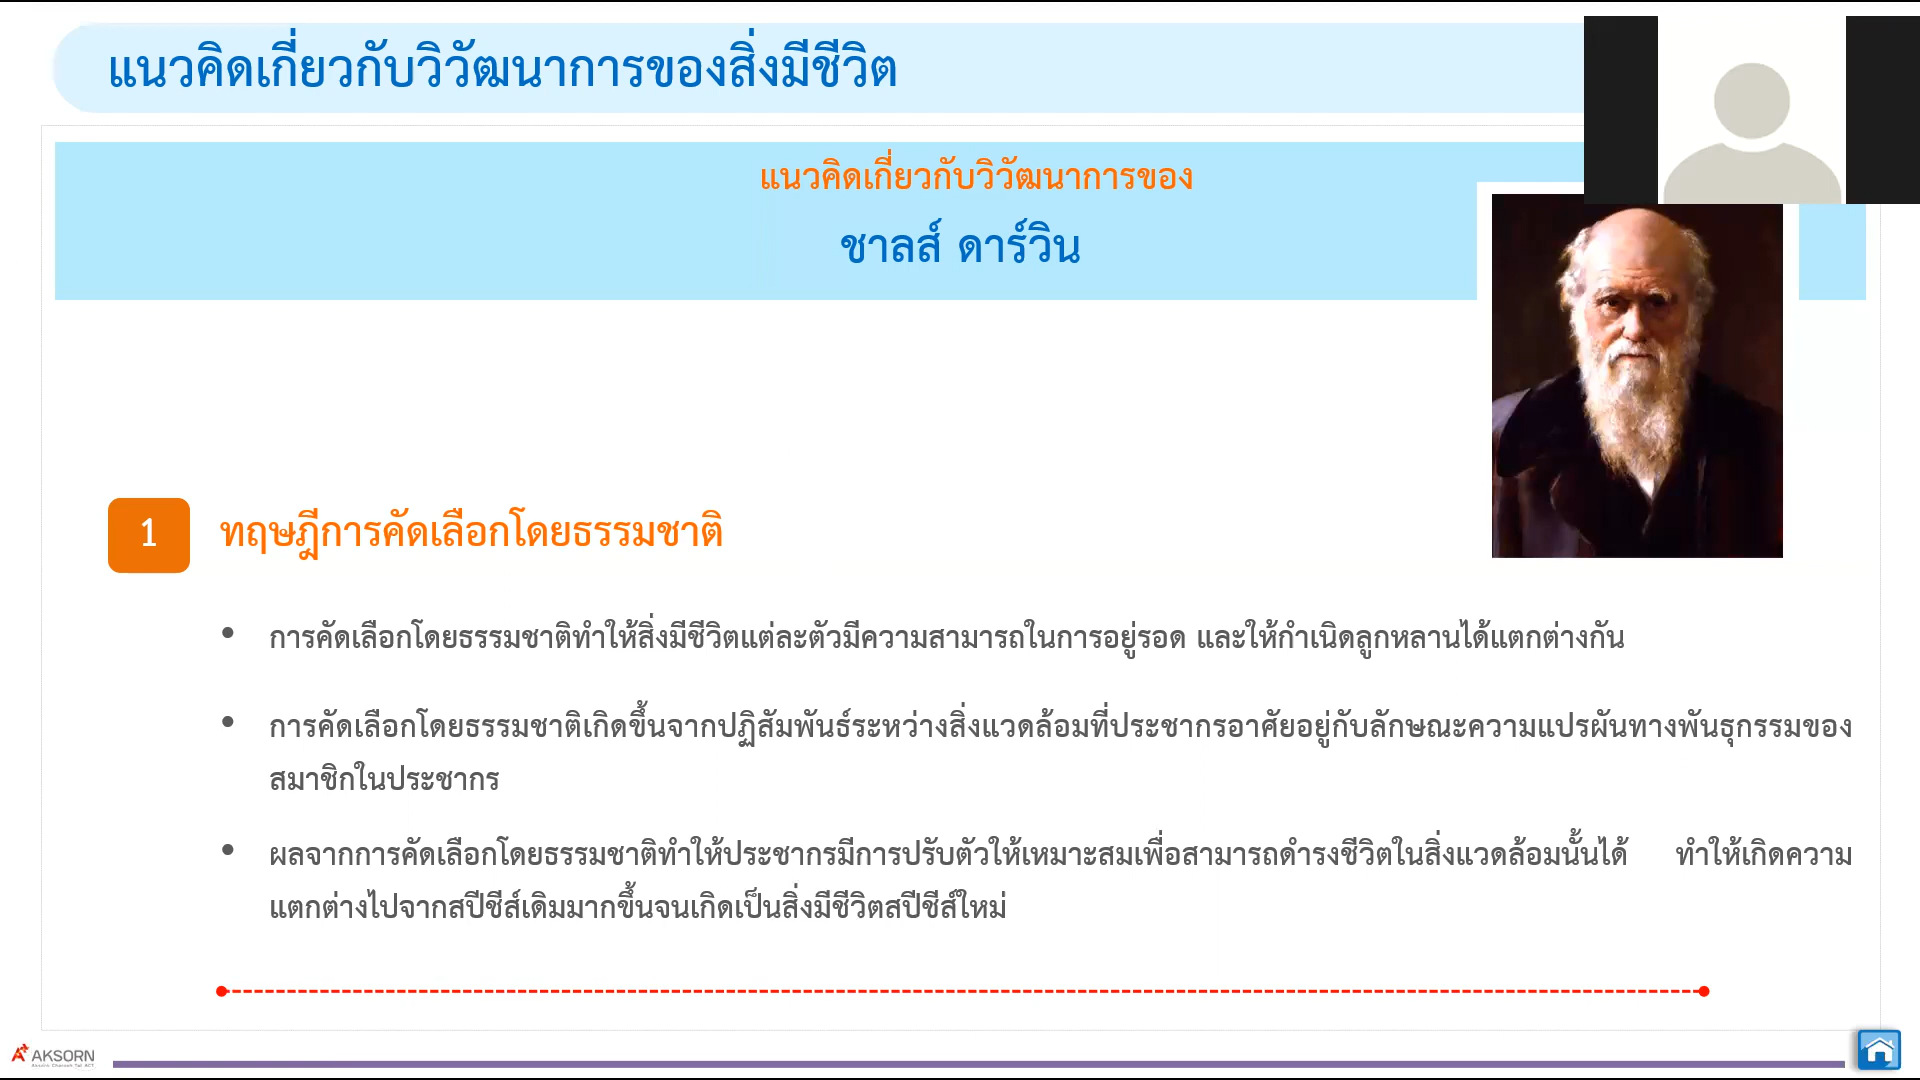 แนวคิดเกี่ยวกับวิวัฒนาการของสิ่งมีชีวิต
แนวคิดเกี่ยวกับวิวัฒนาการของ
ชาลส์ ดาร์วิน
1 ทฤษฎีการคัดเลือกโดยธรรมชาติ
• การคัดเลือกโดยธรรมชาติทำให้สิ่งมีชีวิตแต่ละตัวมีความสามารถในการอยู่รอด และให้กำเนิดลูกหลานได้แตกต่างกัน
• การคัดเลือกโดยธรรมชาติเกิดขึ้นจากปฏิสัมพันธ์ระหว่างสิ่งแวดล้อมที่ประชากรอาศัยอยู่กับลักษณะความแปรผันทางพันธุกรรมของ
สมาชิกในประชากร
• ผลจากการคัดเลือกโดยธรรมชาติทำให้ประชากรมีการปรับตัวให้เหมาะสมเพื่อสามารถดำรงชีวิตในสิ่งแวดล้อมนั้นได้ ทำให้เกิดความ
แตกต่างไปจากสปีชีส์เดิมมากขึ้นจนเกิดเป็นสิ่งมีชีวิตสปีชีส์ใหม่
AKSORN